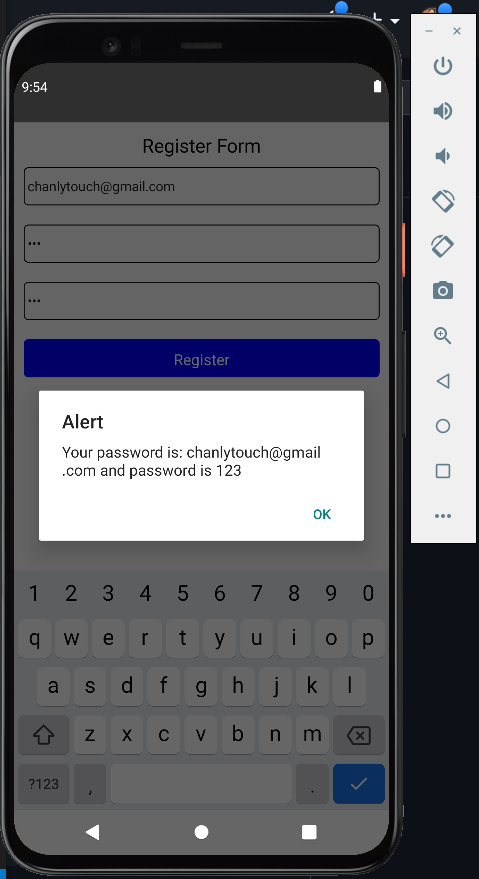 9:54
Register Form
chanlytouch@gmail.com
•••
•••
Register
Alert
Your password is: chanlytouch@gmail
.com and password is 123
OK
1 2 3 4 5 6 7 8 9 0
q w e r t y u i o p
a s d f g h j k l
z x c v b n m
?123 , .